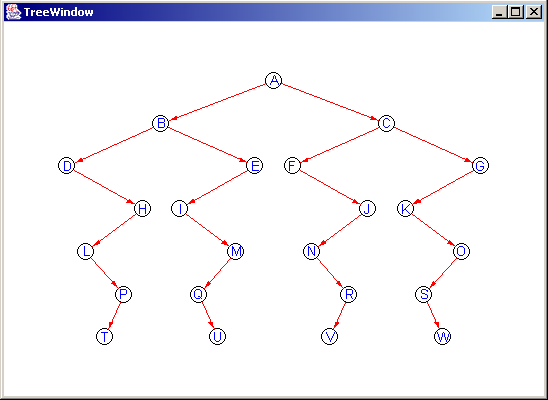 TreeWindow
A
B C
D E F G
H I J K
L M N O
P Q R S
T U V W